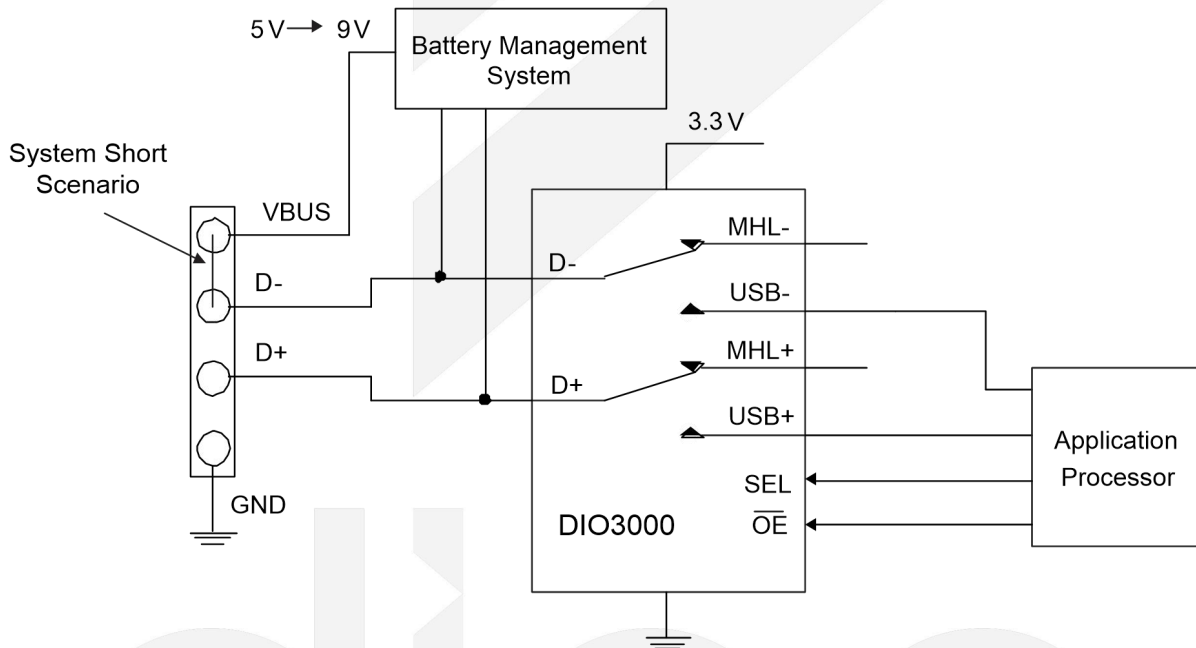 5V→ 9V
Battery Management
System
3.3V
System Short
Scenario
VBUS
MHL-
D-
D-
USB-
D+
MHL+
D+
USB+
Application
Processor
SEL
GND
DIO3000
O̅E̅